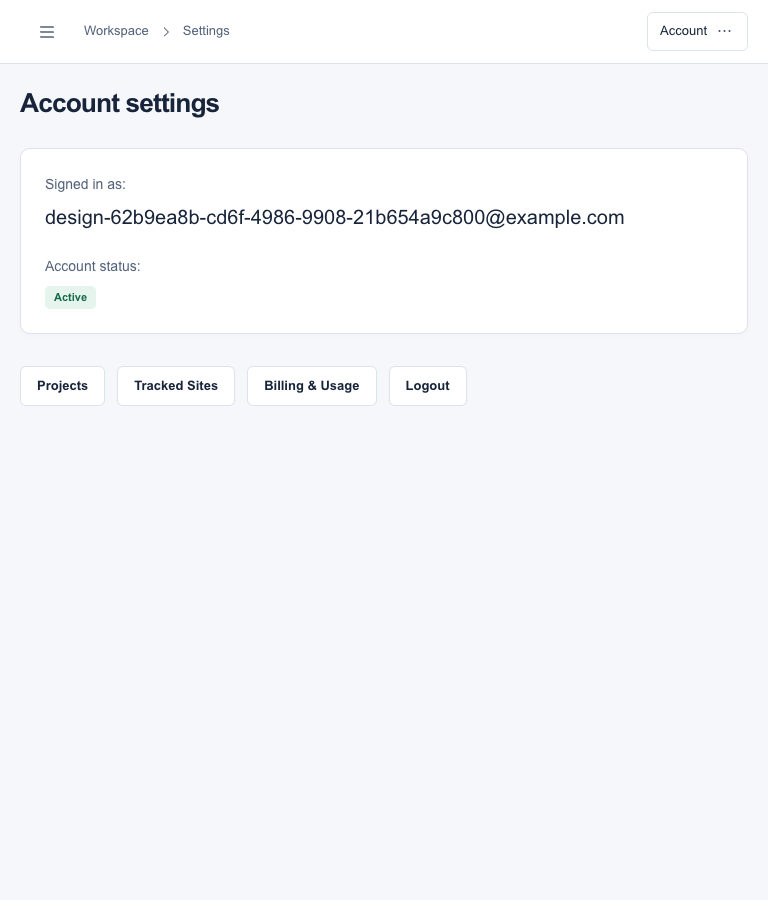 Workspace > Settings
Account ···
Account settings
Signed in as:
design-62b9ea8b-cd6f-4986-9908-21b654a9c800@example.com
Account status:
Active
Projects
Tracked Sites
Billing & Usage
Logout